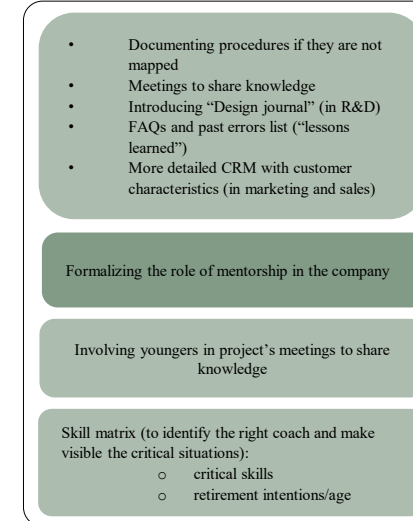 • Documenting procedures if they are not
mapped
• Meetings to share knowledge
• Introducing “Design journal” (in R&D)
• FAQs and past errors list (“lessons
learned”)
• More detailed CRM with customer
characteristics (in marketing and sales)
Formalizing the role of mentorship in the company
Involving youngers in project’s meetings to share
knowledge
Skill matrix (to identify the right coach and make
visible the critical situations):
o critical skills
o retirement intentions/age